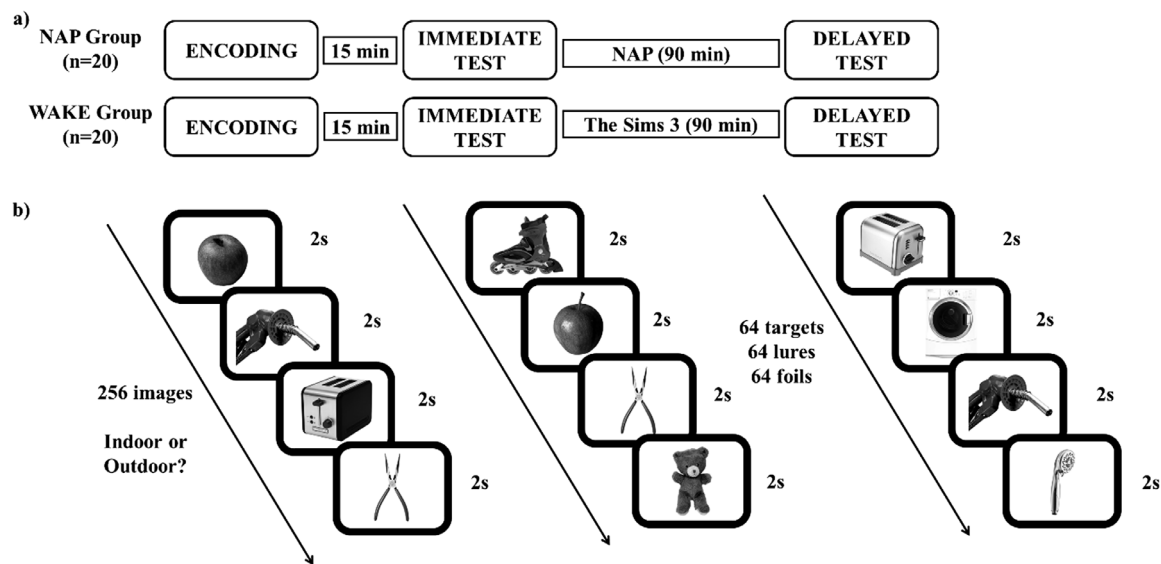 a)
NAP Group
(n=20)
ENCODING
15 min
IMMEDIATE
TEST
NAP (90 min)
DELAYED
TEST
WAKE Group
(n=20)
ENCODING
15 min
IMMEDIATE
TEST
The Sims 3 (90 min)
DELAYED
TEST
b)
256 images
Indoor or
Outdoor?
2s
2s
2s
2s
2s
2s
2s
2s
64 targets
64 lures
64 foils
2s
2s
2s
2s